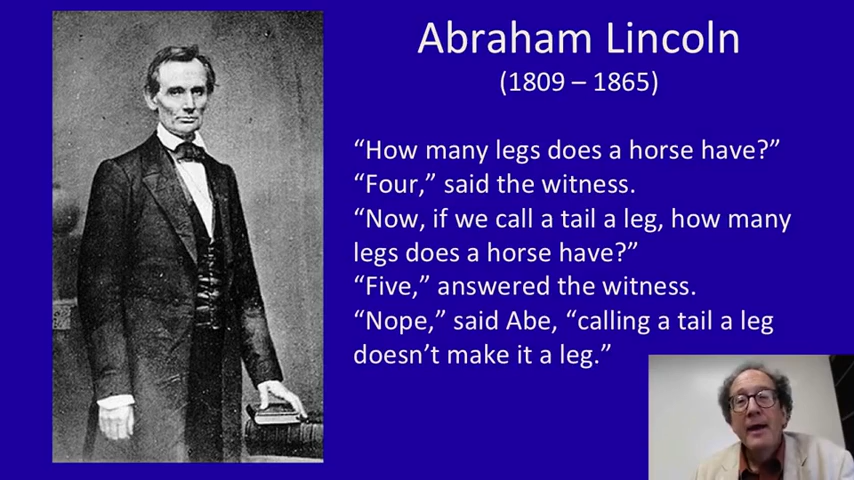 Abraham Lincoln
(1809 – 1865)
“How many legs does a horse have?”
“Four,” said the witness.
“Now, if we call a tail a leg, how many
legs does a horse have?”
“Five,” answered the witness.
“Nope,” said Abe, “calling a tail a leg
doesn’t make it a leg.”